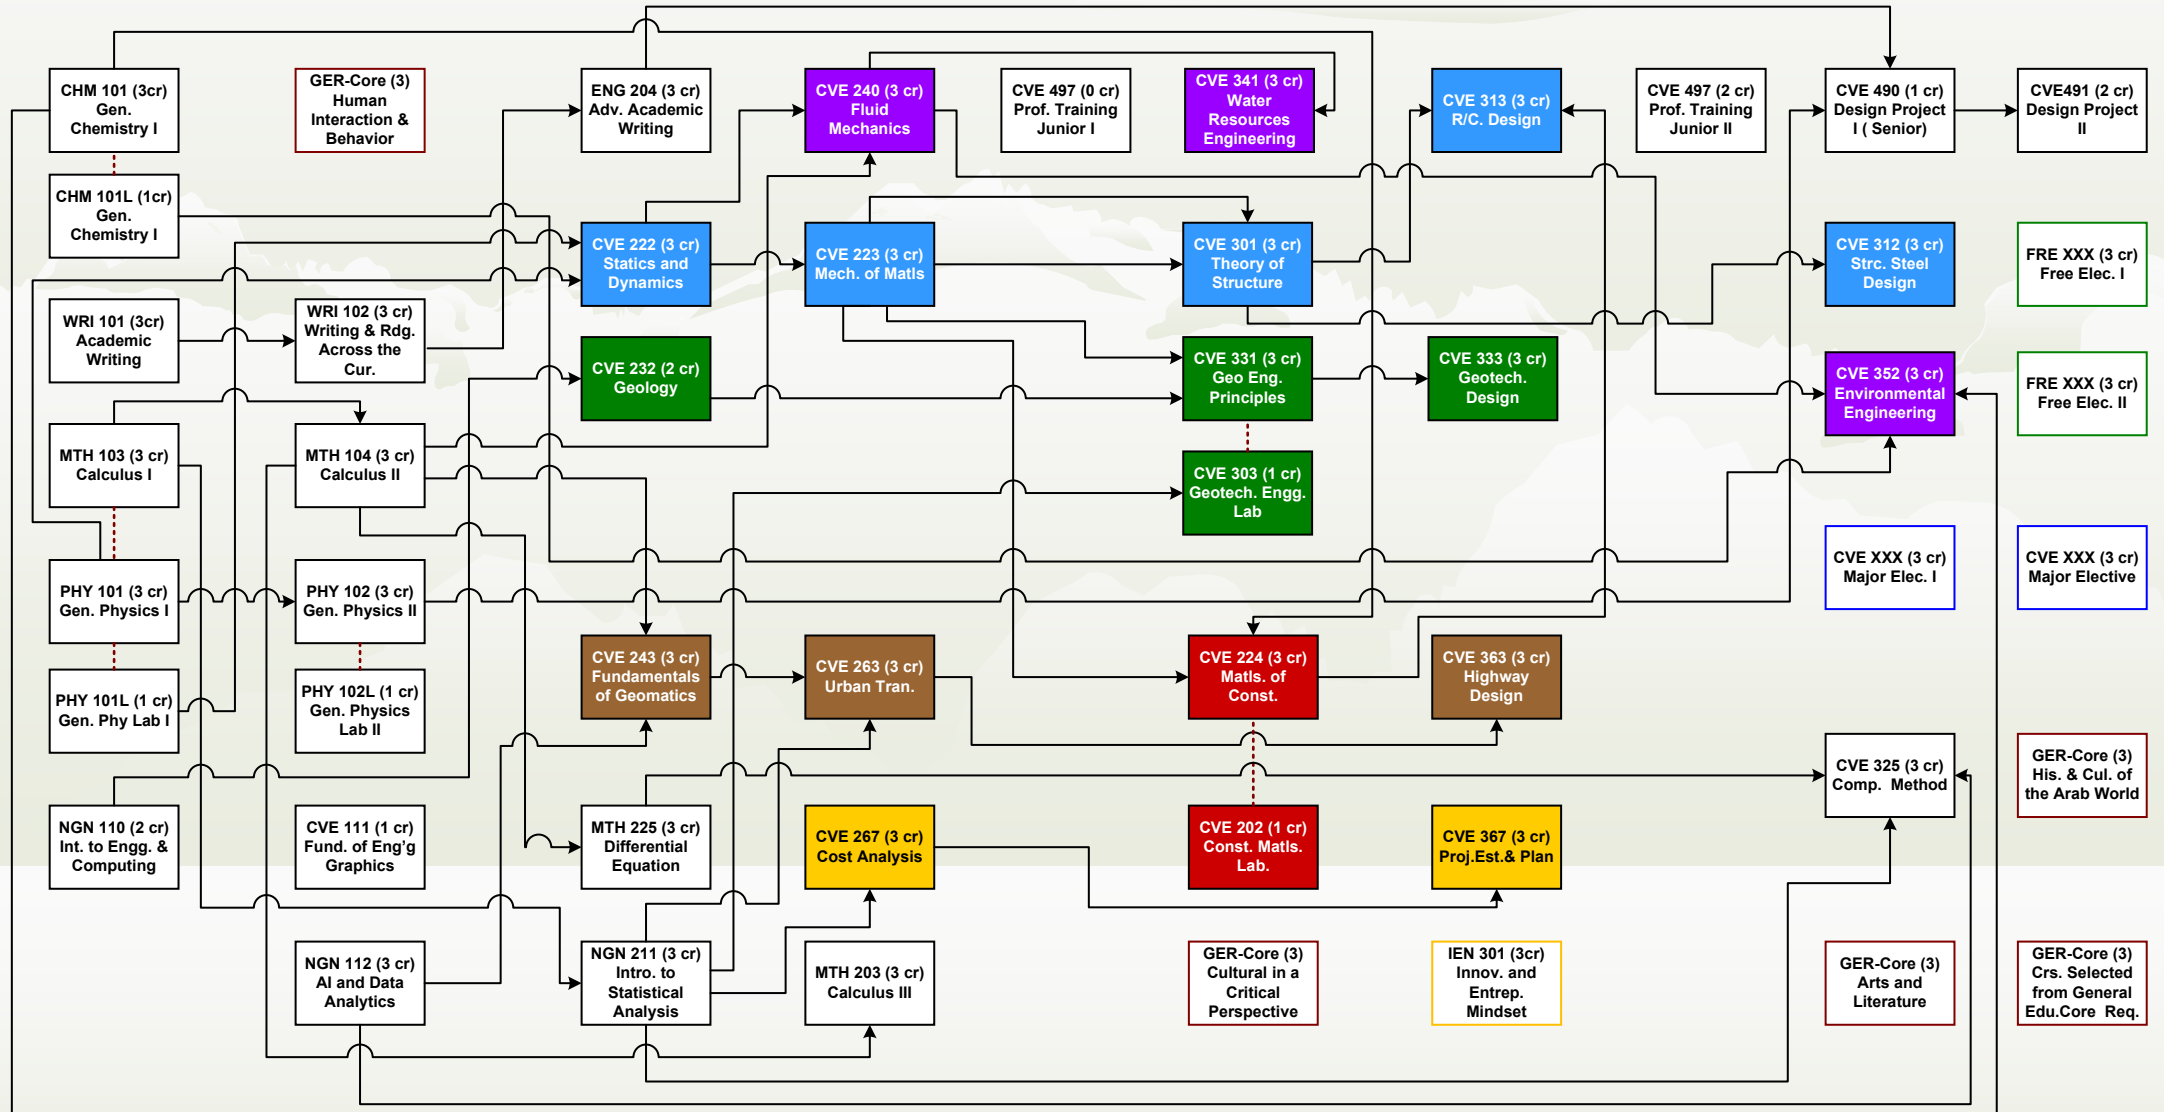 CHM 101 (3cr)
Gen.
Chemistry I
GER-Core (3)
Human
Interaction &
Behavior
ENG 204 (3 cr)
Adv. Academic
Writing
CVE 240 (3 cr)
Fluid
Mechanics
CVE 497 (0 cr)
Prof. Training
Junior I
CVE 341 (3 cr)
Water
Resources
Engineering
CVE 313 (3 cr)
R/C. Design
CVE 497 (2 cr)
Prof. Training
Junior II
CVE 490 (1 cr)
Design Project
I ( Senior)
CVE491 (2 cr)
Design Project
II
CHM 101L (1cr)
Gen.
Chemistry I
CVE 222 (3 cr)
Statics and
Dynamics
CVE 223 (3 cr)
Mech. of Matls
CVE 301 (3 cr)
Theory of
Structure
CVE 312 (3 cr)
Strc. Steel
Design
FRE XXX (3 cr)
Free Elec. I
WRI 101 (3cr)
Academic
Writing
WRI 102 (3 cr)
Writing & Rdg.
Across the
Cur.
CVE 232 (2 cr)
Geology
CVE 331 (3 cr)
Geo Eng.
Principles
CVE 333 (3 cr)
Geotech.
Design
CVE 352 (3 cr)
Environmental
Engineering
FRE XXX (3 cr)
Free Elec. II
MTH 103 (3 cr)
Calculus I
MTH 104 (3 cr)
Calculus II
CVE 303 (1 cr)
Geotech. Engg.
Lab
PHY 101 (3 cr)
Gen. Physics I
PHY 102 (3 cr)
Gen. Physics II
CVE XXX (3 cr)
Major Elec. I
CVE XXX (3 cr)
Major Elective
PHY 101L (1 cr)
Gen. Phy Lab I
PHY 102L (1 cr)
Gen. Physics
Lab II
CVE 243 (3 cr)
Fundamentals
of Geomatics
CVE 263 (3 cr)
Urban Tran.
CVE 224 (3 cr)
Matls. of
Const.
CVE 363 (3 cr)
Highway
Design
CVE 325 (3 cr)
Comp. Method
GER-Core (3)
His. & Cul. of
the Arab World
NGN 110 (2 cr)
Int. to Engg. &
Computing
CVE 111 (1 cr)
Fund. of Eng'g
Graphics
MTH 225 (3 cr)
Differential
Equation
CVE 267 (3 cr)
Cost Analysis
CVE 202 (1 cr)
Const. Matls.
Lab.
CVE 367 (3 cr)
Proj.Est.& Plan
NGN 112 (3 cr)
AI and Data
Analytics
NGN 211 (3 cr)
Intro. to
Statistical
Analysis
MTH 203 (3 cr)
Calculus III
GER-Core (3)
Cultural in a
Critical
Perspective
IEN 301 (3cr)
Innov. and
Entrep.
Mindset
GER-Core (3)
Arts and
Literature
GER-Core (3)
Crs. Selected
from General
Edu.Core Req.